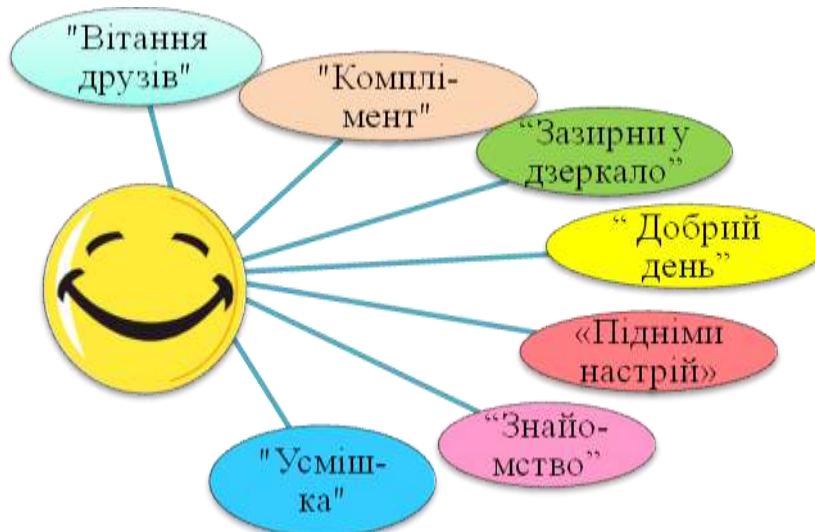 "Вітання
друзів"
"Комплі-
мент"
“Зазирни у
дзеркало”
“ Добрий
день”
«Підніми
настрій»
“Знайо-
мство”
"Усміш-
ка"